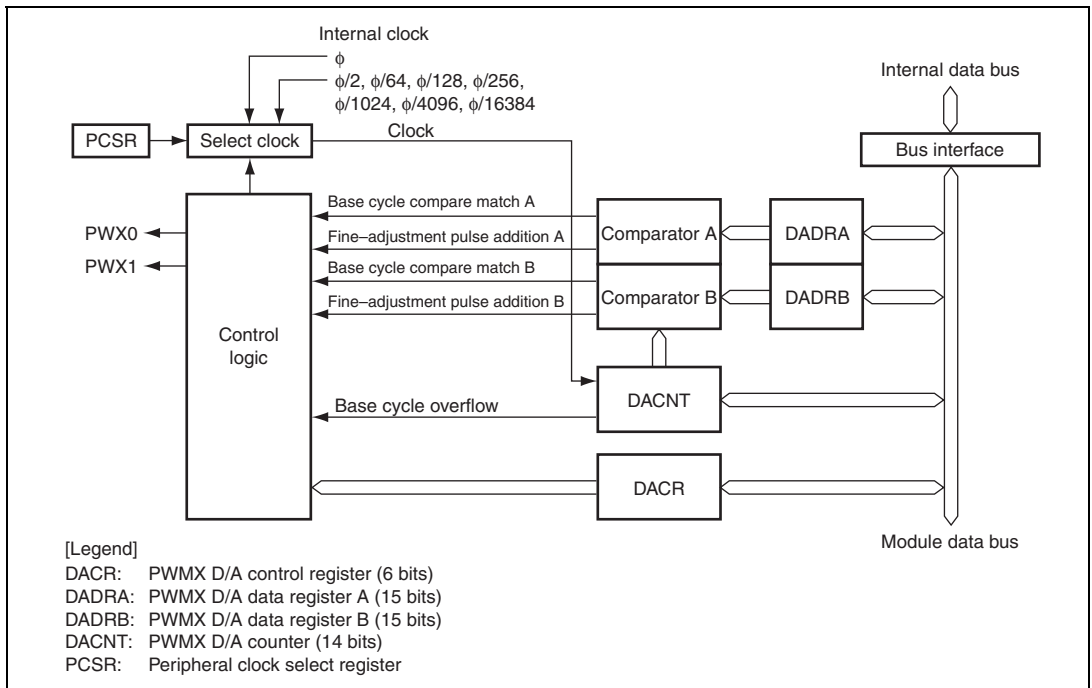 Internal clock
ϕ
ϕ/2, ϕ/64, ϕ/128, ϕ/256,
ϕ/1024, ϕ/4096, ϕ/16384
Internal data bus
PCSR
Select clock
Clock
Bus interface
Base cycle compare match A
PWX0
Comparator A
DADRA
Fine–adjustment pulse addition A
PWX1
Base cycle compare match B
Comparator B
DADRB
Fine–adjustment pulse addition B
Control
logic
DACNT
Base cycle overflow
DACR
Module data bus
[Legend]
DACR: PWMX D/A control register (6 bits)
DADRA: PWMX D/A data register A (15 bits)
DADRB: PWMX D/A data register B (15 bits)
DACNT: PWMX D/A counter (14 bits)
PCSR: Peripheral clock select register